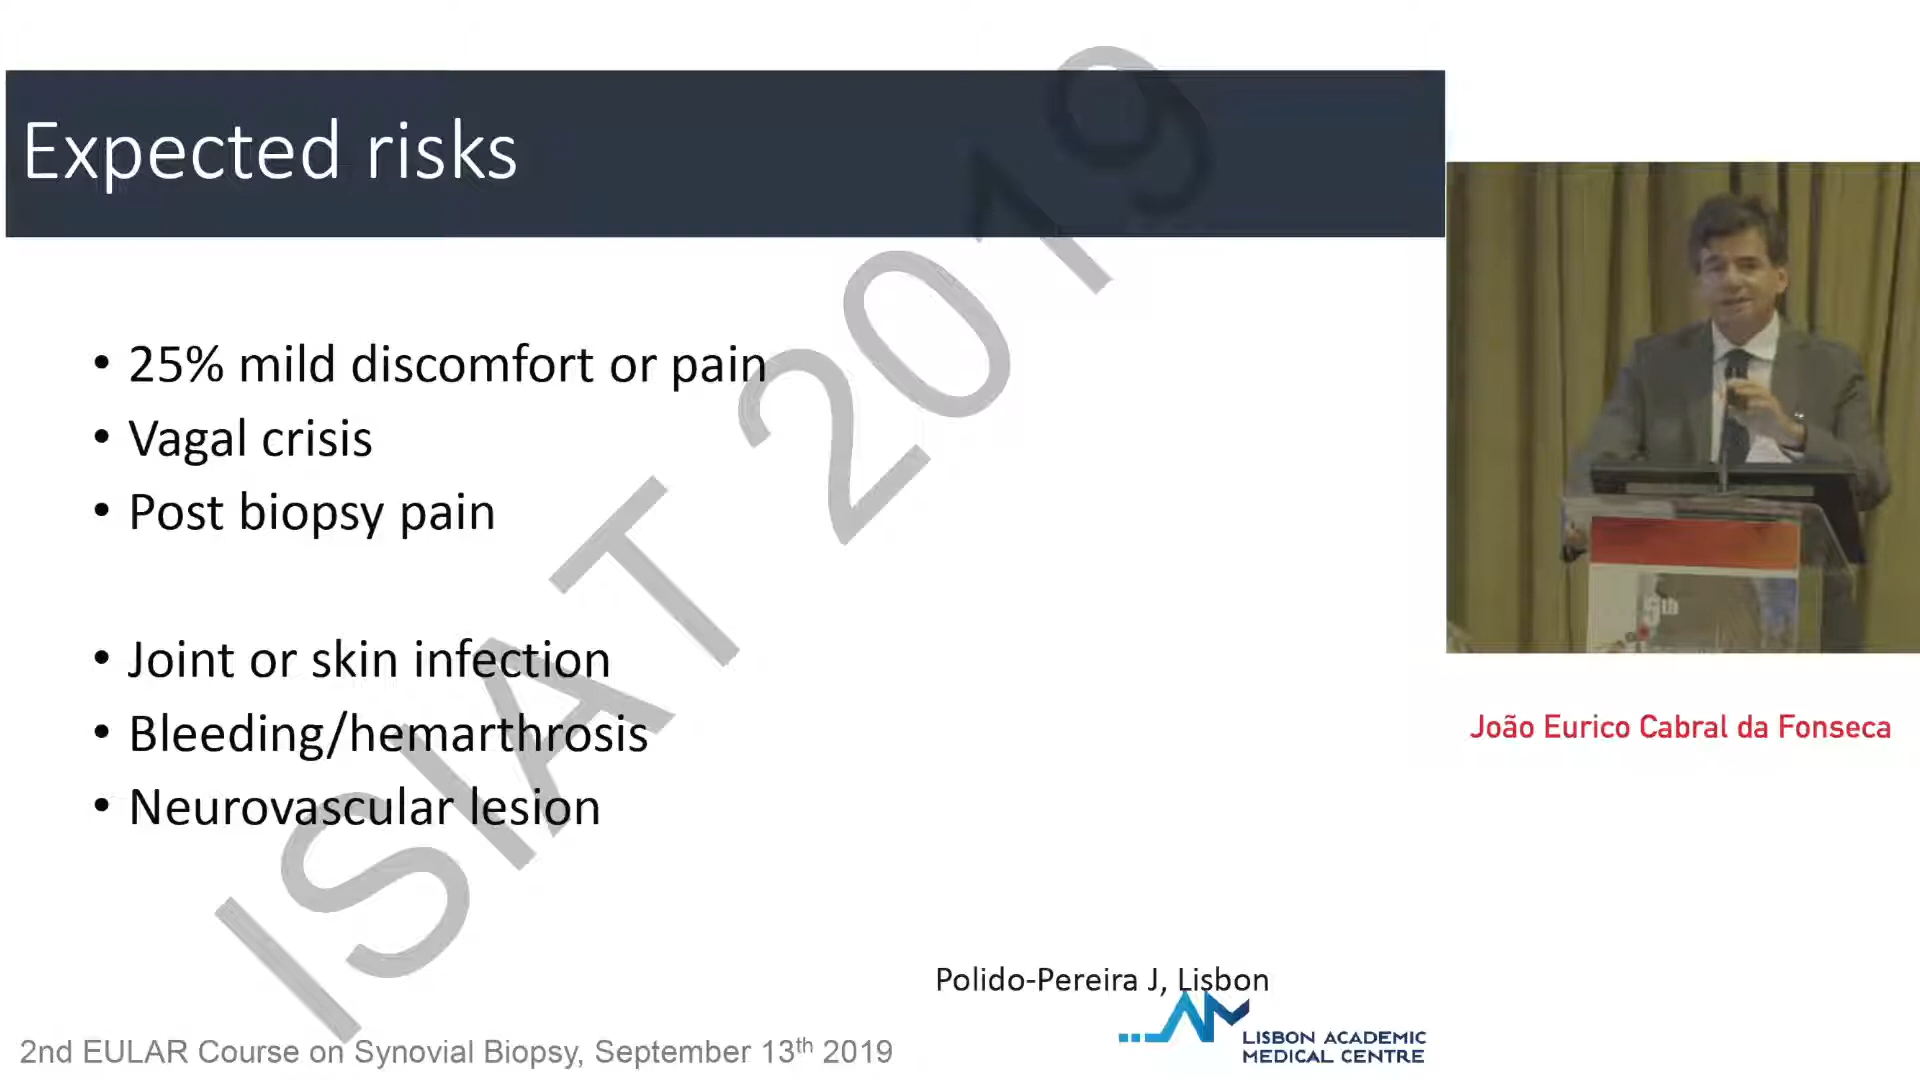 Expected risks
• 25% mild discomfort or pain
• Vagal crisis
• Post biopsy pain
• Joint or skin infection
• Bleeding/hemarthrosis
• Neurovascular lesion
ISIAT 2019
Polido-Pereira J, Lisbon
LISBON ACADEMIC
MEDICAL CENTRE
2nd EULAR Course on Synovial Biopsy, September 13th 2019
5th
João Eurico Cabral da Fonseca